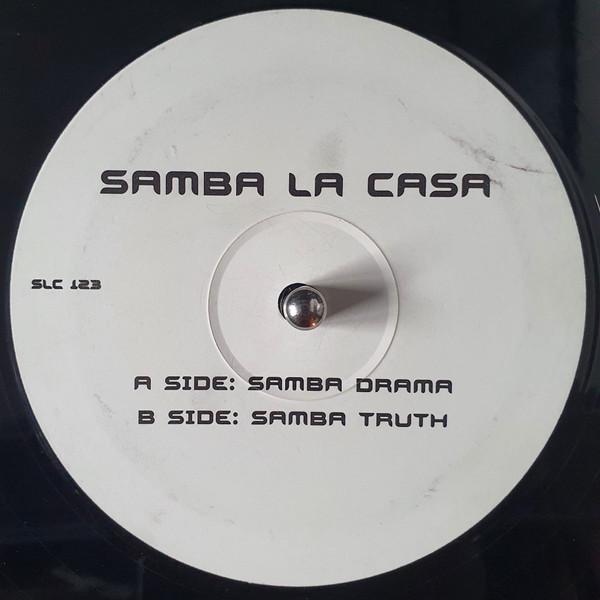 SAMBA LA CASA
SLC 123
A SIDE: SAMBA DRAMA
B SIDE: SAMBA TRUTH